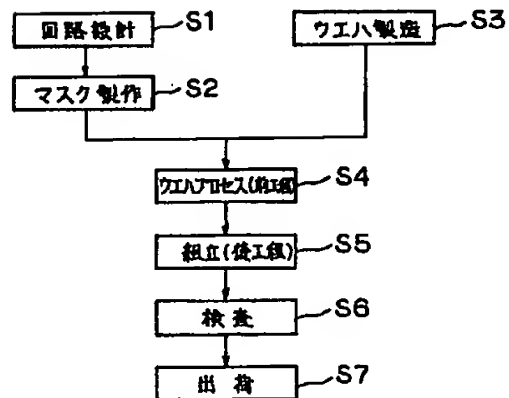 回路設計 S1
ウエハ製造 S3
マスク製作 S2
ウエハプロセス(前工程) S4
組立(後工程) S5
検査 S6
出荷 S7